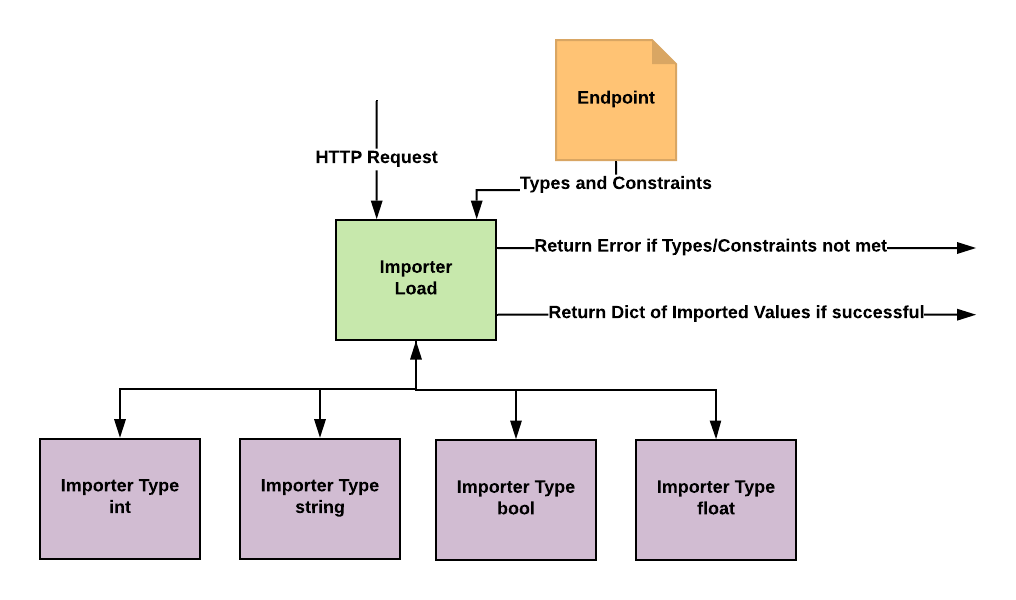 Endpoint
HTTP Request
Types and Constraints
Return Error if Types/Constraints not met
Importer
Load
Return Dict of Imported Values if successful
Importer Type
int
Importer Type
string
Importer Type
bool
Importer Type
float